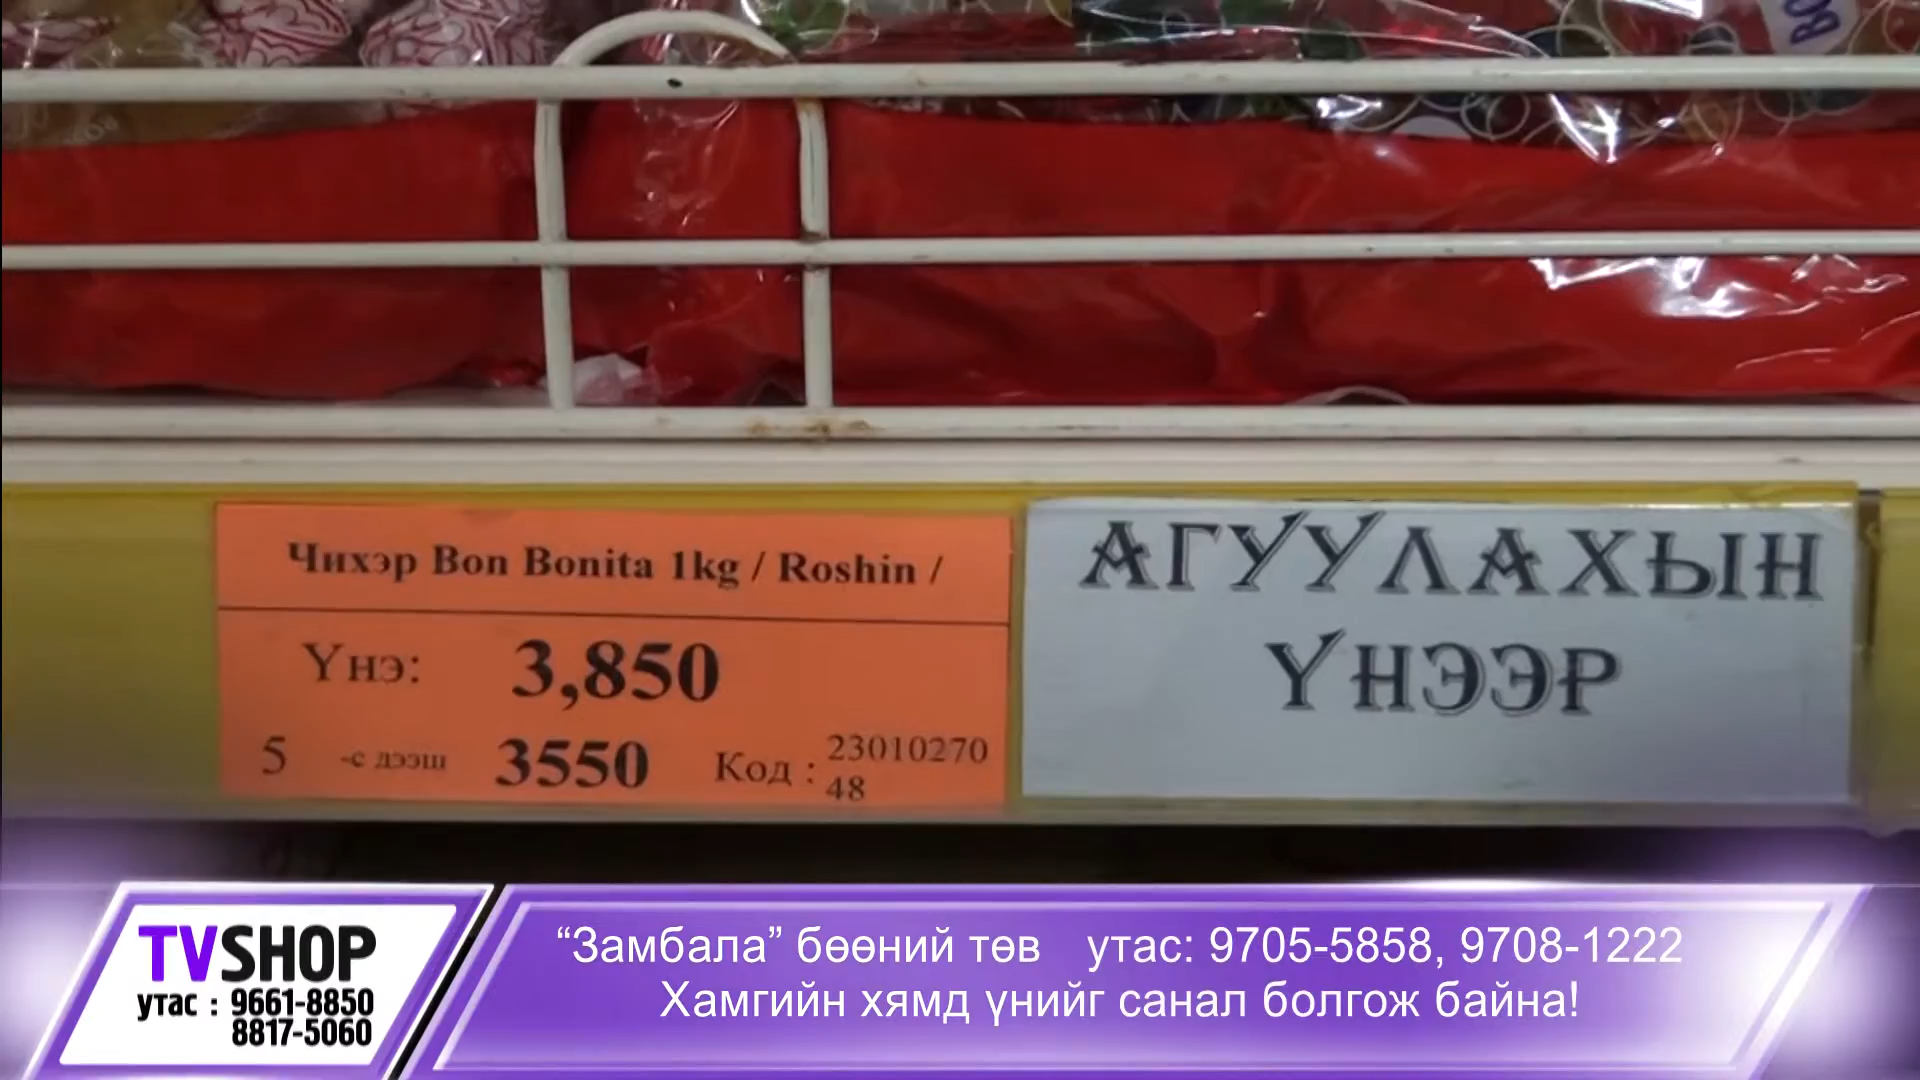 Чихэр Bon Bonita 1kg / Roshin /
Үнэ: 3,850
5 -с дээш 3550 Код : 23010270
48
АГУУЛАХЫН
ҮНЭЭР
TVSHOP
утас : 9661-8850
8817-5060
“Замбала” бөөний төв утас: 9705-5858, 9708-1222
Хамгийн хямд үнийг санал болгож байна!